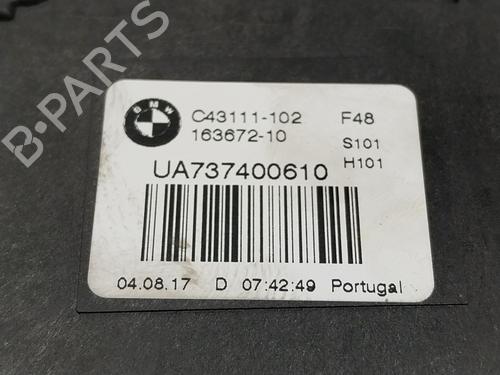 BMW
C43111-102 F48
163672-10 S101
H101
UA737400610
04.08.17 D 07:42:49 Portugal
B-PARTS